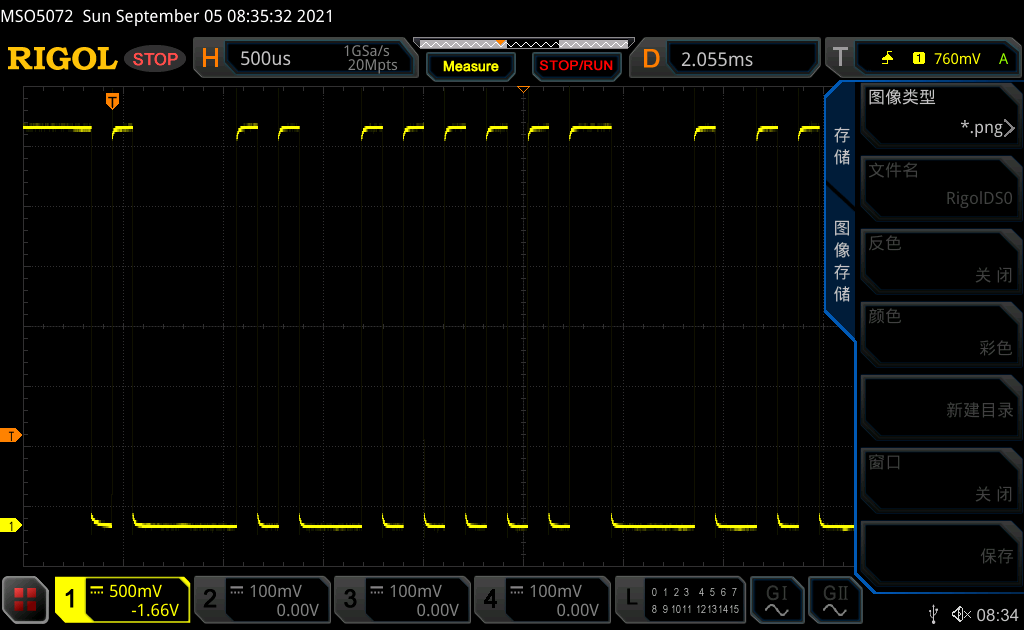 MSO5072 Sun September 05 08:35:32 2021
RIGOL STOP H 500us 1GSa/s 20Mpts Measure STOP/RUN D 2.055ms T 1 760mV A
T
图像类型
*.png
存储
文件名
RigolDS0
图像存储
反色
关闭
颜色
彩色
新建目录
T
窗口
关闭
1
保存
1 500mV -1.66V
2 100mV 0.00V
3 100mV 0.00V
4 100mV 0.00V
L 0 1 2 3 4 5 6 7
8 9 10 11 12 13 14 15
GI GII
08:34